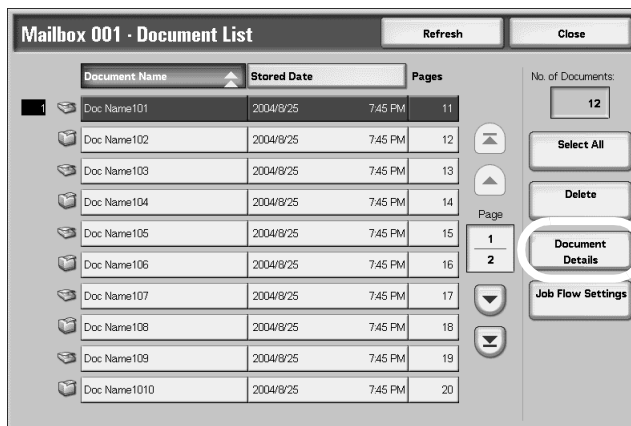 Mailbox 001 - Document List
Refresh
Close
Document Name
Stored Date
Pages
No. of Documents:
12
1 Doc Name101 2004/8/25 7:45 PM 11
Doc Name102 2004/8/25 7:45 PM 12
Doc Name103 2004/8/25 7:45 PM 13
Doc Name104 2004/8/25 7:45 PM 14
Doc Name105 2004/8/25 7:45 PM 15
Doc Name106 2004/8/25 7:45 PM 16
Doc Name107 2004/8/25 7:45 PM 17
Doc Name108 2004/8/25 7:45 PM 18
Doc Name109 2004/8/25 7:45 PM 19
Doc Name1010 2004/8/25 7:45 PM 20
Page
1
2
Select All
Delete
Document
Details
Job Flow Settings